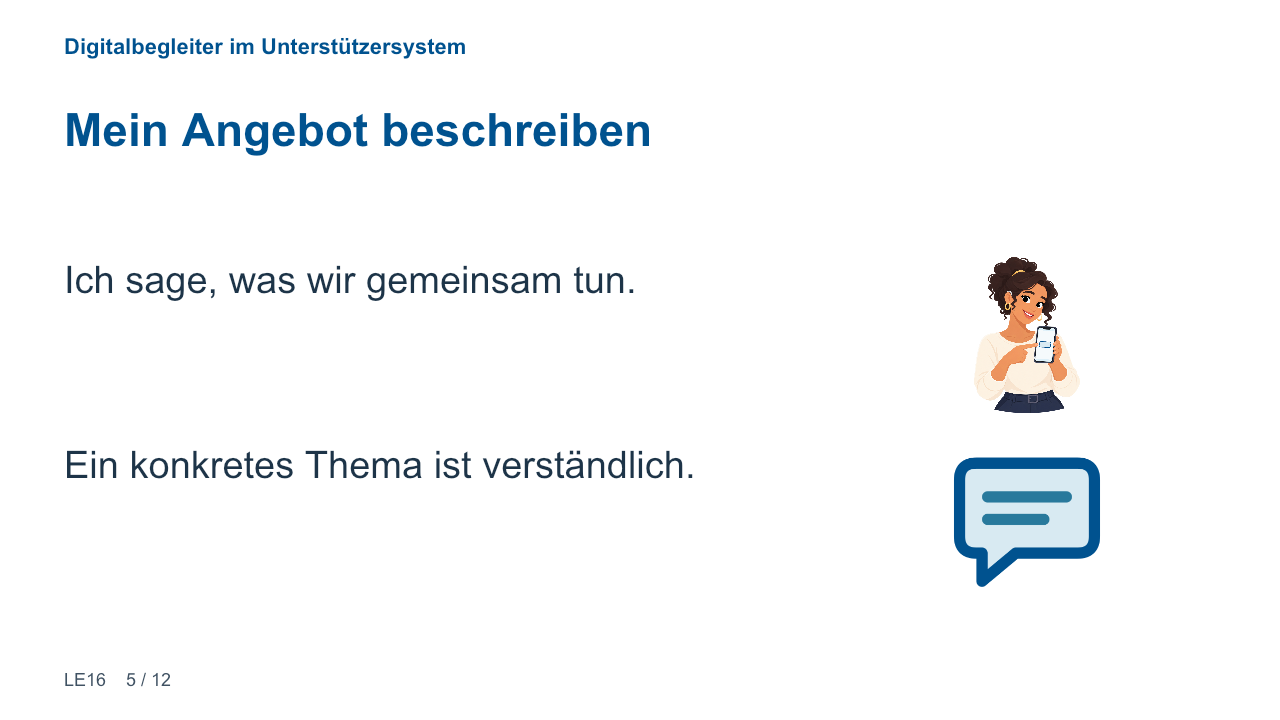 Digitalbegleiter im Unterstützersystem
Mein Angebot beschreiben
Ich sage, was wir gemeinsam tun.
Ein konkretes Thema ist verständlich.
LE16 5 / 12